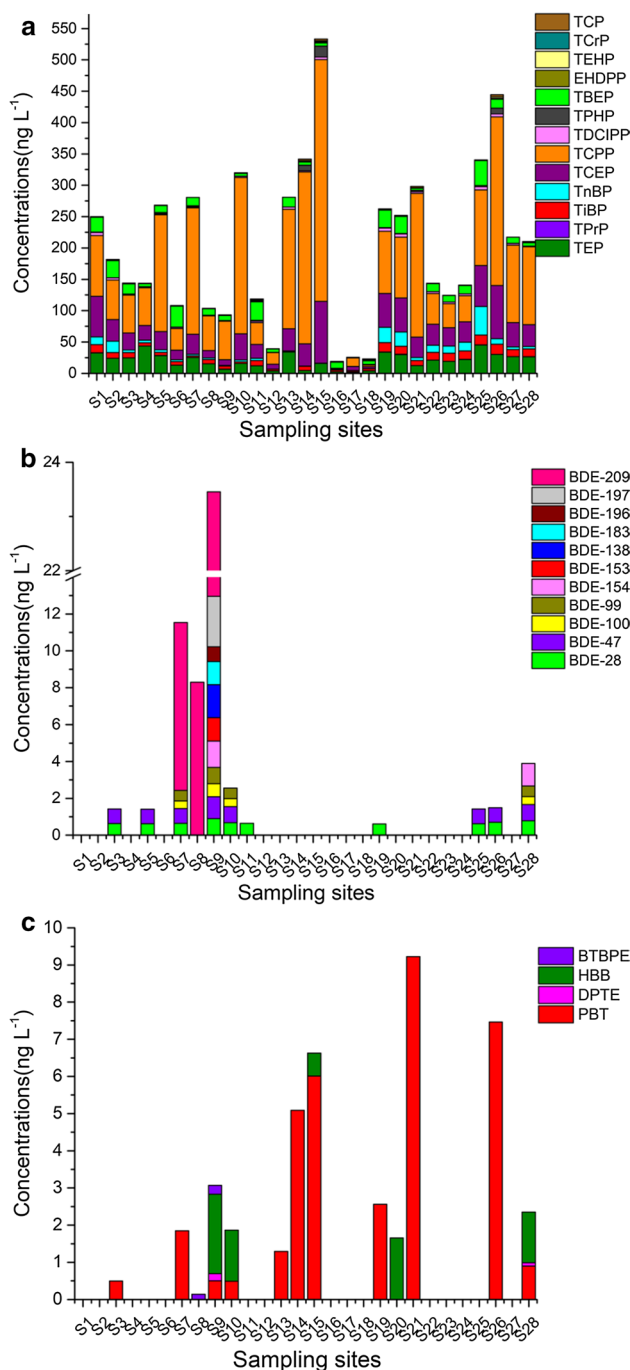 a
Concentrations(ng L⁻¹)
550
500
450
400
350
300
250
200
150
100
50
0
TCP
TCrP
TEHP
EHDPP
TBEP
TPHP
TDCIPP
TCPP
TCEP
TnBP
TiBP
TPrP
TEP
S1 S2 S3 S4 S5 S6 S7 S8 S9 S10 S11 S12 S13 S14 S15 S16 S17 S18 S19 S20 S21 S22 S23 S24 S25 S26 S27 S28
Sampling sites
b
Concentrations(ng L⁻¹)
24
22
12
10
8
6
4
2
0
BDE-209
BDE-197
BDE-196
BDE-183
BDE-138
BDE-153
BDE-154
BDE-99
BDE-100
BDE-47
BDE-28
S1 S2 S3 S4 S5 S6 S7 S8 S9 S10 S11 S12 S13 S14 S15 S16 S17 S18 S19 S20 S21 S22 S23 S24 S25 S26 S27 S28
Sampling sites
c
Concentrations(ng L⁻¹)
10
9
8
7
6
5
4
3
2
1
0
BTBPE
HBB
DPTE
PBT
S1 S2 S3 S4 S5 S6 S7 S8 S9 S10 S11 S12 S13 S14 S15 S16 S17 S18 S19 S20 S21 S22 S23 S24 S25 S26 S27 S28
Sampling sites